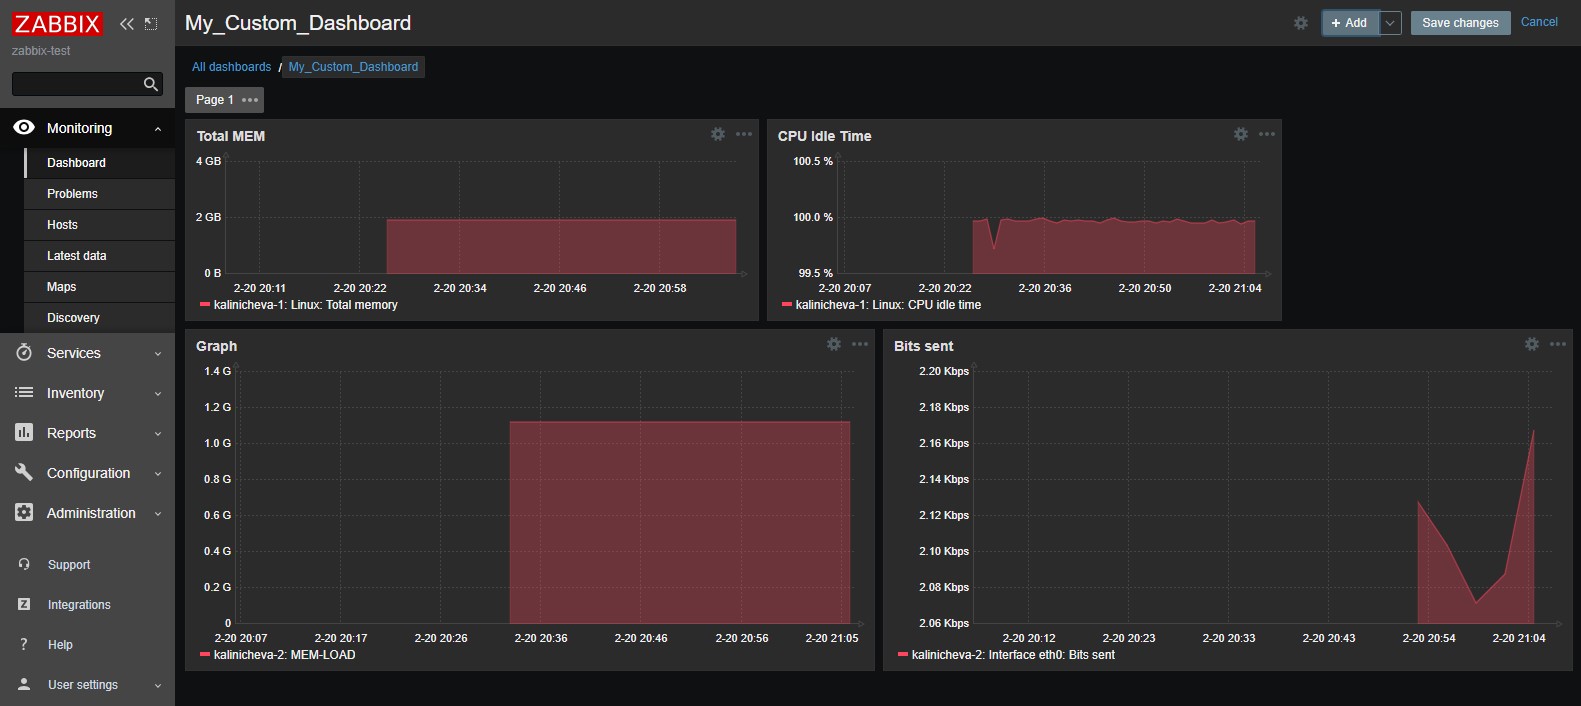 ZABBIX
zabbix-test
Monitoring
Dashboard
Problems
Hosts
Latest data
Maps
Discovery
Services
Inventory
Reports
Configuration
Administration
Support
Z Integrations
? Help
User settings
My_Custom_Dashboard
+ Add
Save changes
Cancel
All dashboards / My_Custom_Dashboard
Page 1
Total MEM
4 GB
2 GB
0 B
2-20 20:11 2-20 20:22 2-20 20:34 2-20 20:46 2-20 20:58
kalinicheva-1: Linux: Total memory
CPU Idle Time
100.5 %
100.0 %
99.5 %
2-20 20:07 2-20 20:22 2-20 20:36 2-20 20:50 2-20 21:04
kalinicheva-1: Linux: CPU idle time
Graph
1.4 G
1.2 G
1.0 G
0.8 G
0.6 G
0.4 G
0.2 G
0
2-20 20:07 2-20 20:17 2-20 20:26 2-20 20:36 2-20 20:46 2-20 20:56 2-20 21:05
kalinicheva-2: MEM-LOAD
Bits sent
2.20 Kbps
2.18 Kbps
2.16 Kbps
2.14 Kbps
2.12 Kbps
2.10 Kbps
2.08 Kbps
2.06 Kbps
2-20 20:12 2-20 20:23 2-20 20:33 2-20 20:43 2-20 20:54 2-20 21:04
kalinicheva-2: Interface eth0: Bits sent